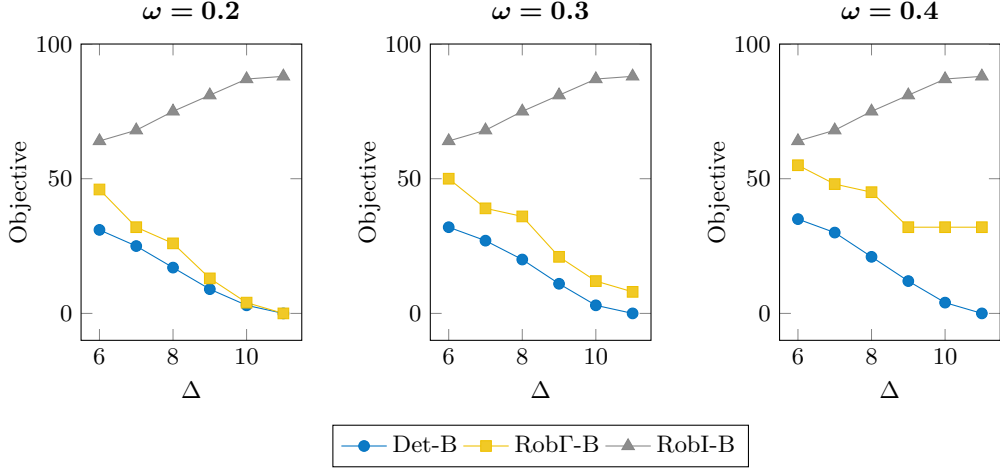 ω = 0.2
ω = 0.3
ω = 0.4
100
50
0
Objective
6 8 10
Δ
100
50
0
Objective
6 8 10
Δ
100
50
0
Objective
6 8 10
Δ
Det-B RobΓ-B RobI-B